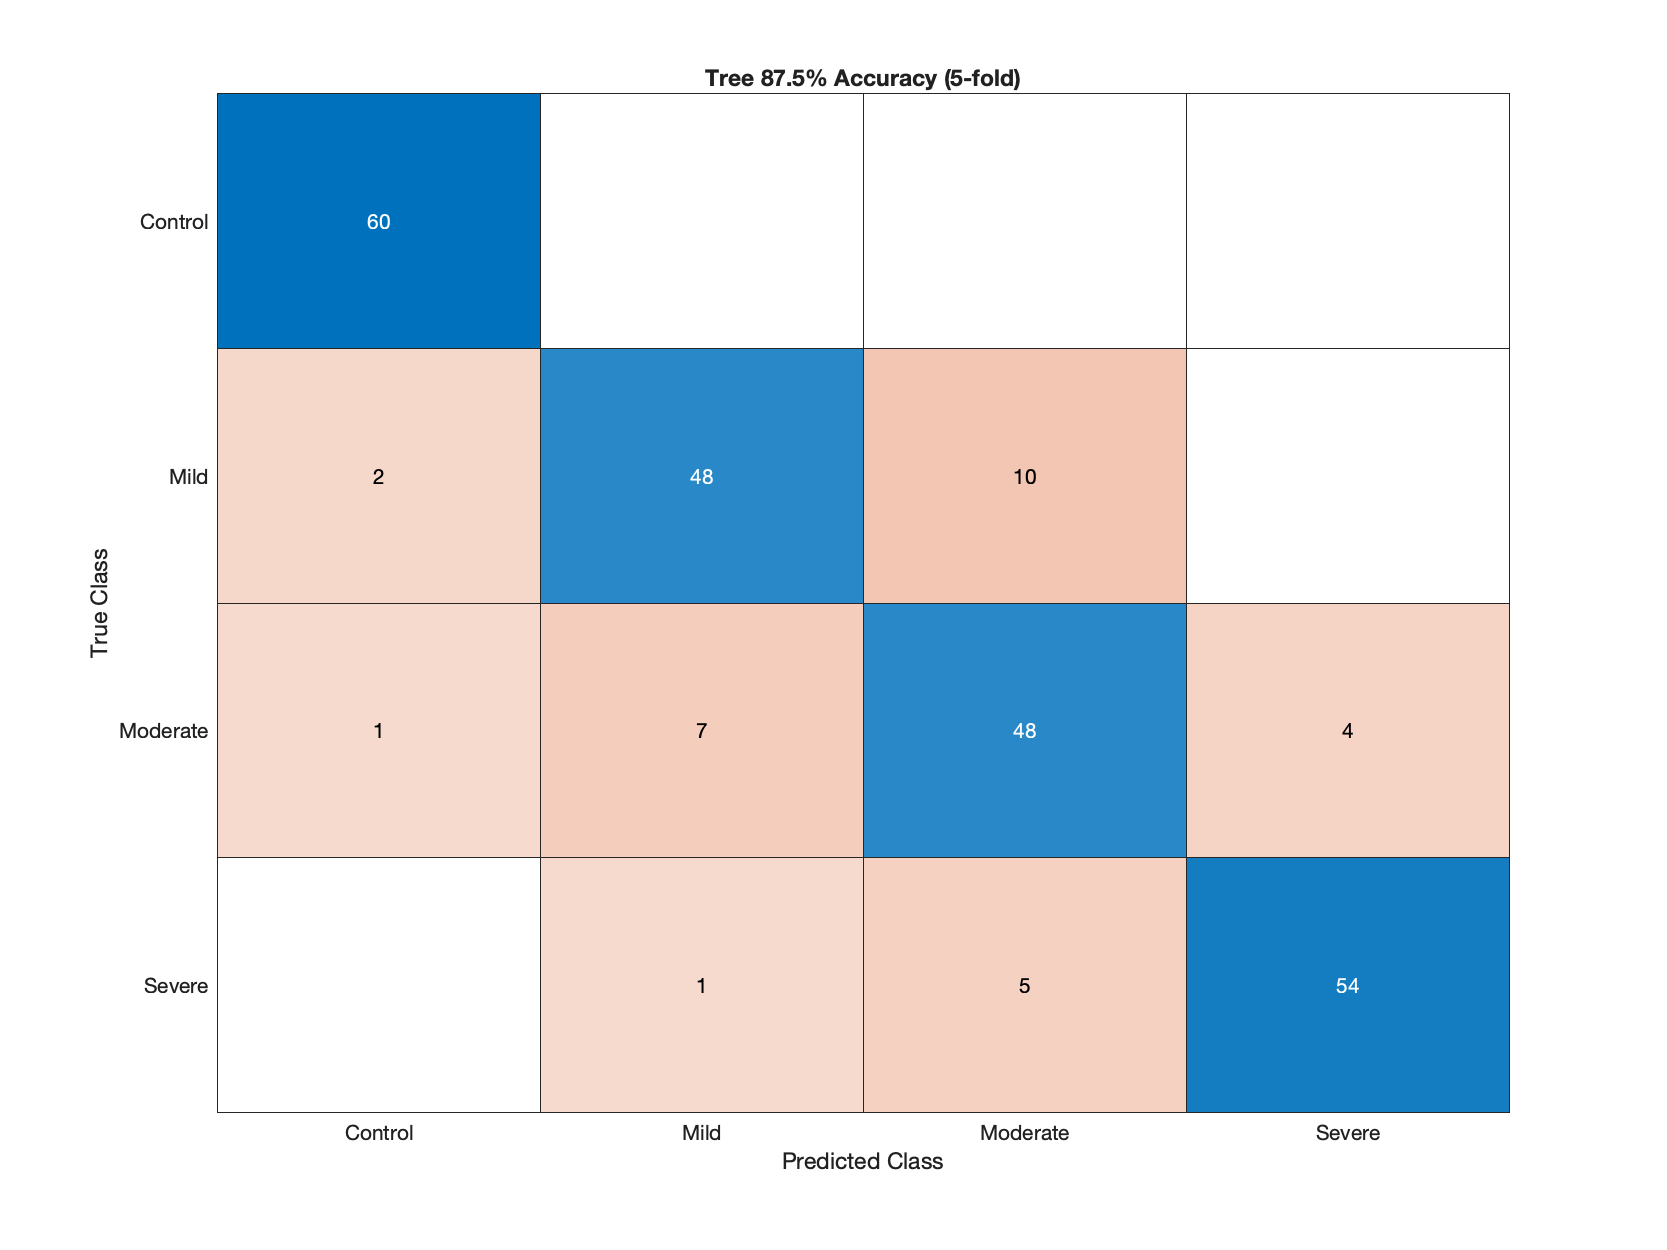 Tree 87.5% Accuracy (5-fold)
Control
60
Mild
2 48 10
True Class
Moderate
1 7 48 4
Severe
1 5 54
Control Mild Moderate Severe
Predicted Class